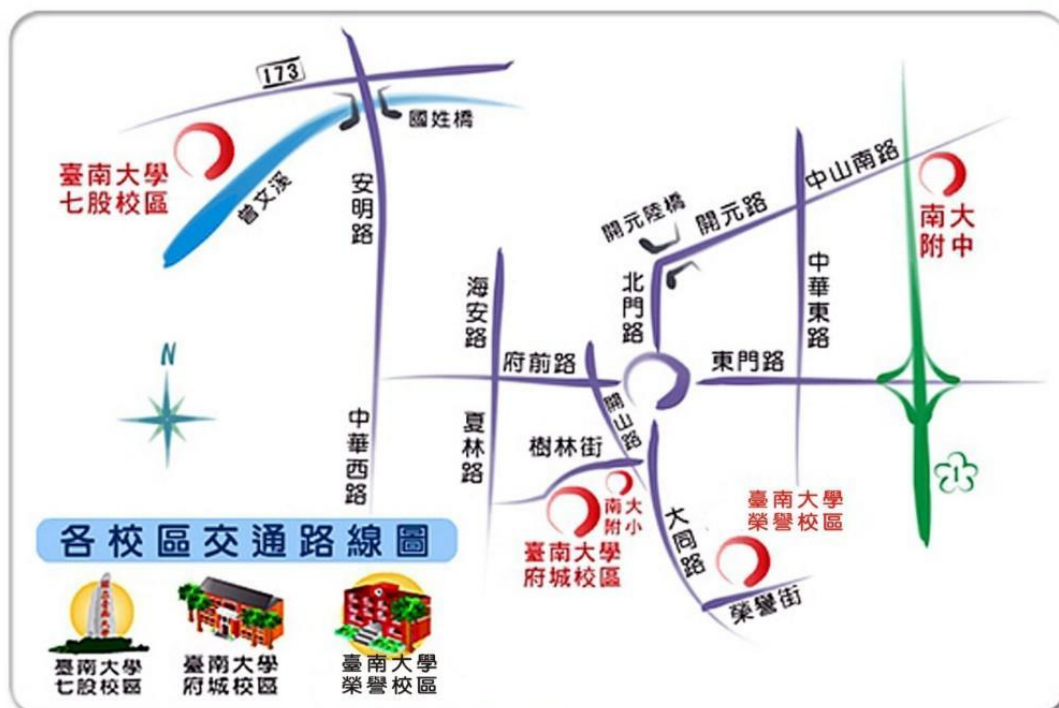 173
國姓橋
臺南大學
七股校區
曾文溪
安明路
中山南路
開元路
開元陸橋
南大
附中
北門路
中華東路
海安路
府前路
東門路
開山路
夏林路
中華西路
樹林街
南大
附小
臺南大學
府城校區
大同路
臺南大學
榮譽校區
榮譽街
1
N
各校區交通路線圖
臺南大學
七股校區
臺南大學
府城校區
臺南大學
榮譽校區